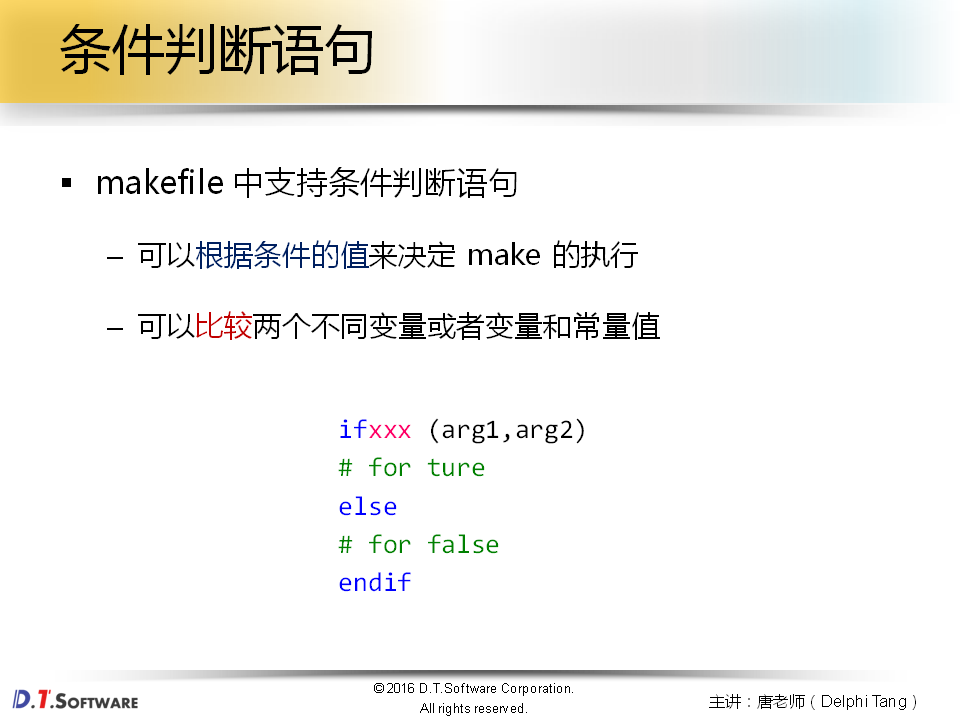 条件判断语句
▪ makefile 中支持条件判断语句
– 可以根据条件的值来决定 make 的执行
– 可以比较两个不同变量或者变量和常量值
ifxxx (arg1,arg2)
# for ture
else
# for false
endif
D.T.SOFTWARE
©2016 D.T.Software Corporation.
All rights reserved.
主讲：唐老师（Delphi Tang）